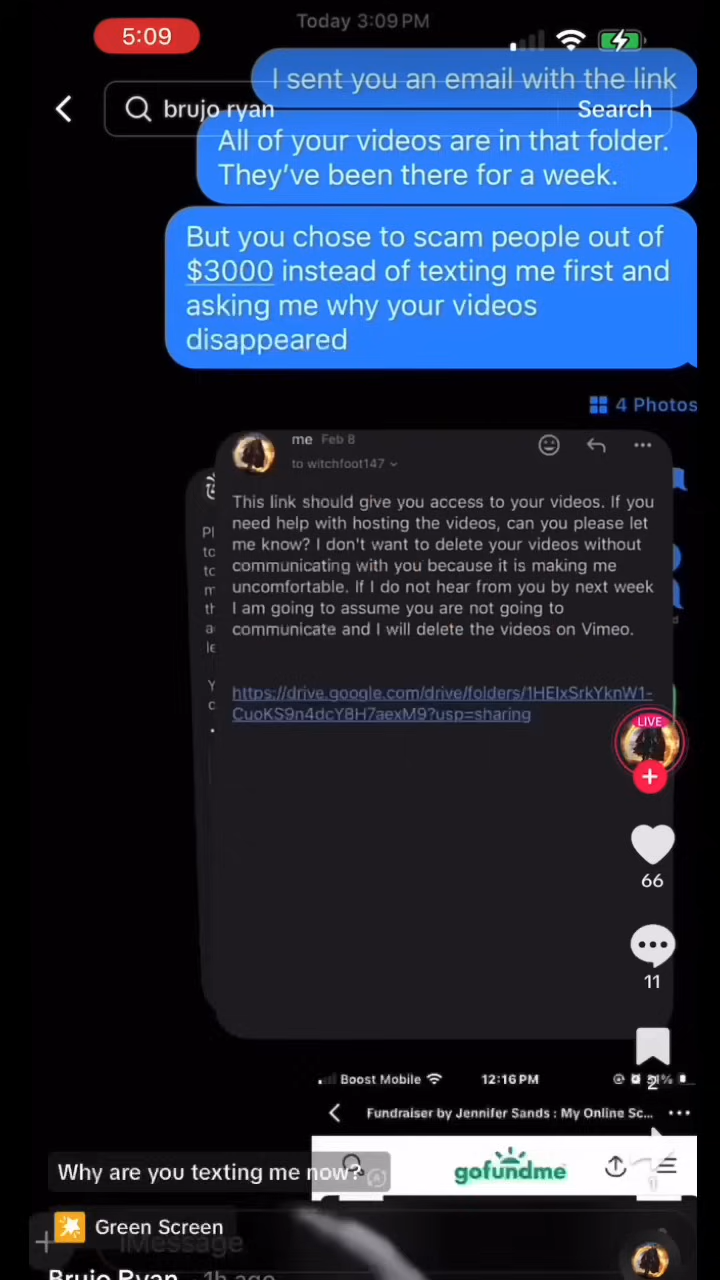 Today 3:09 PM
5:09
I sent you an email with the link
brujo ryan
Search
All of your videos are in that folder.
They've been there for a week.
But you chose to scam people out of
$3000 instead of texting me first and
asking me why your videos
disappeared
4 Photos
me Feb 8
to witchfoot147
This link should give you access to your videos. If you
need help with hosting the videos, can you please let
me know? I don't want to delete your videos without
communicating with you because it is making me
uncomfortable. If I do not hear from you by next week
I am going to assume you are not going to
communicate and I will delete the videos on Vimeo.
https://drive.google.com/drive/folders/1HElxSrkYknW1-
CuoKS9n4dcY8H7aexM9?usp=sharing
LIVE
66
11
2
Boost Mobile
12:16 PM
Fundraiser by Jennifer Sands : My Online Sc...
Why are you texting me now?
gofundme
1
Green Screen
iMessage
Brujo Ryan · 1h ago